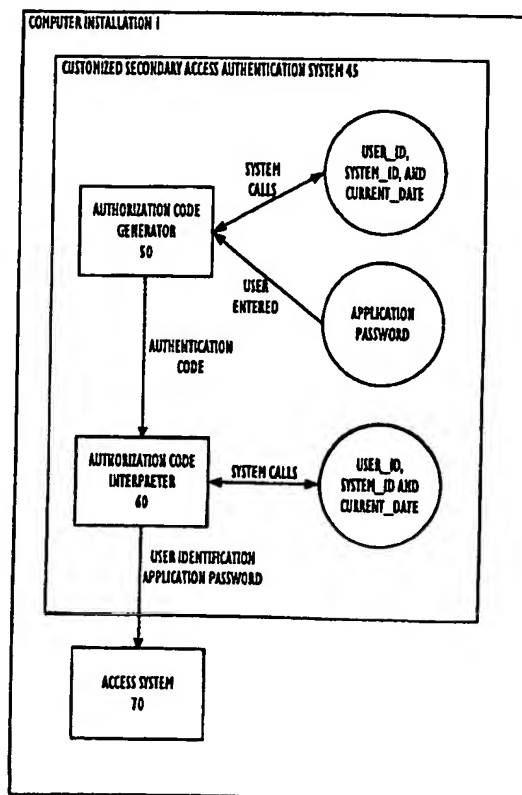 COMPUTER INSTALLATION 1
CUSTOMIZED SECONDARY ACCESS AUTHENTICATION SYSTEM 45
USER_ID,
SYSTEM_ID, AND
CURRENT_DATE
SYSTEM
CALLS
AUTHORIZATION CODE
GENERATOR
50
USER
ENTERED
APPLICATION
PASSWORD
AUTHENTICATION
CODE
AUTHORIZATION CODE
INTERPRETER
60
SYSTEM CALLS
USER_ID,
SYSTEM_ID AND
CURRENT_DATE
USER IDENTIFICATION
APPLICATION PASSWORD
ACCESS SYSTEM
70